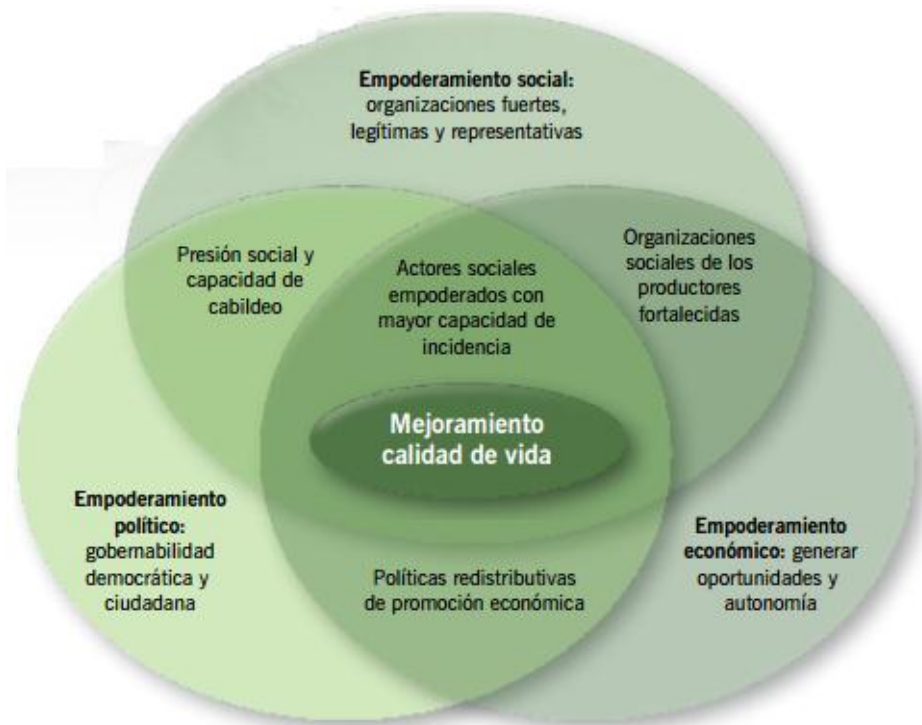 Empoderamiento social:
organizaciones fuertes,
legítimas y representativas
Presión social y
capacidad de
cabildeo
Actores sociales
empoderados con
mayor capacidad de
incidencia
Organizaciones
sociales de los
productores
fortalecidas
Mejoramiento
calidad de vida
Empoderamiento
político:
gobernabilidad
democrática y
ciudadana
Políticas redistributivas
de promoción económica
Empoderamiento
económico: generar
oportunidades y
autonomía